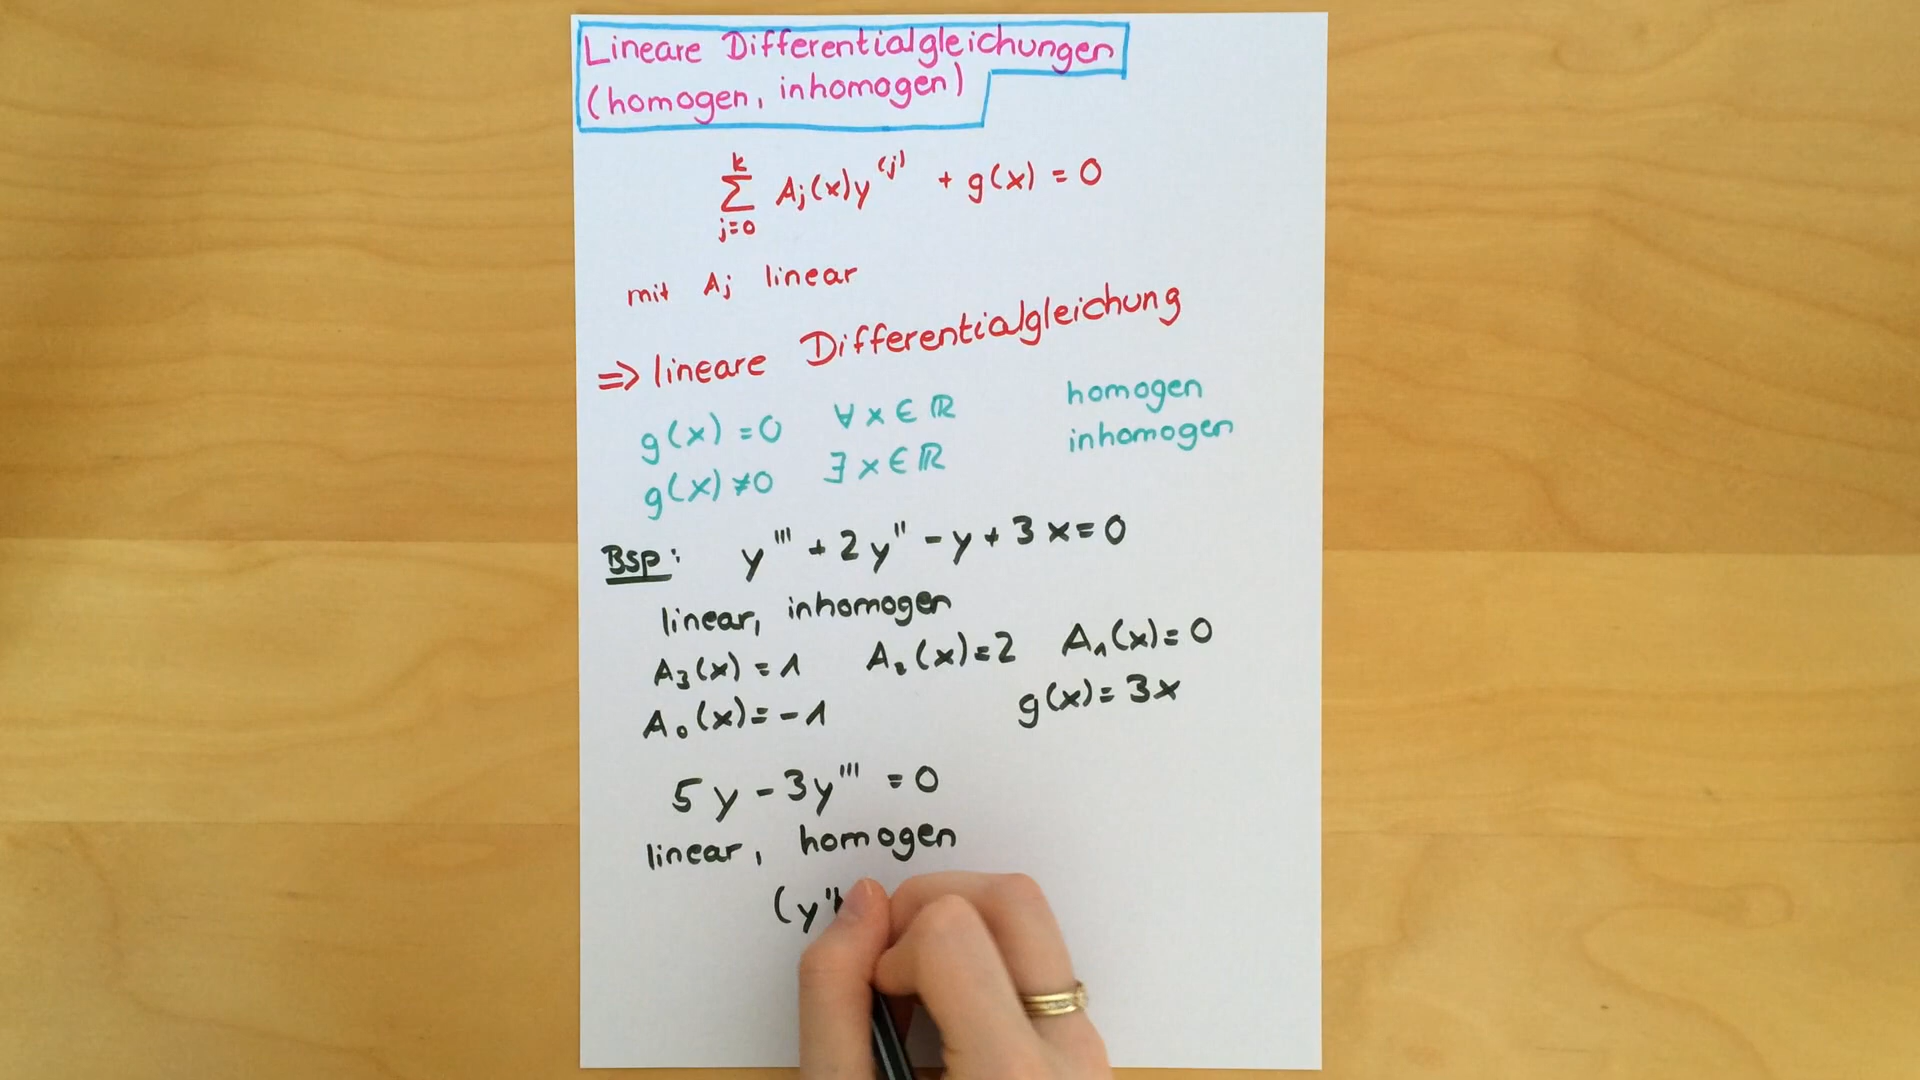 Lineare Differentialgleichungen
(homogen, inhomogen)
k
∑ Aj(x)y^(j) + g(x) = 0
j=0
mit Aj linear
⇒ lineare Differentialgleichung
g(x) = 0 ∀ x ∈ ℝ homogen
g(x) ≠ 0 ∃ x ∈ ℝ inhomogen
Bsp: y''' + 2y'' - y + 3x = 0
linear, inhomogen
A₃(x) = 1 A₂(x) = 2 A₁(x) = 0
A₀(x) = -1 g(x) = 3x
5y - 3y''' = 0
linear, homogen
(y''